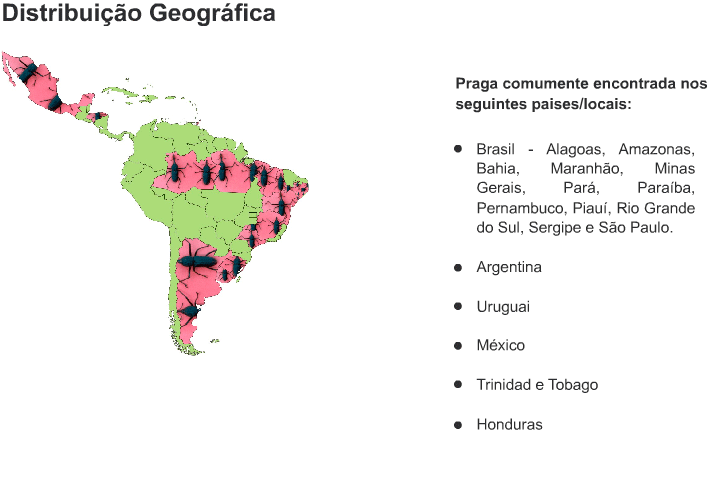 Distribuição Geográfica
Praga comumente encontrada nos
seguintes paises/locais:
Brasil - Alagoas, Amazonas,
Bahia, Maranhão, Minas
Gerais, Pará, Paraíba,
Pernambuco, Piauí, Rio Grande
do Sul, Sergipe e São Paulo.
Argentina
Uruguai
México
Trinidad e Tobago
Honduras